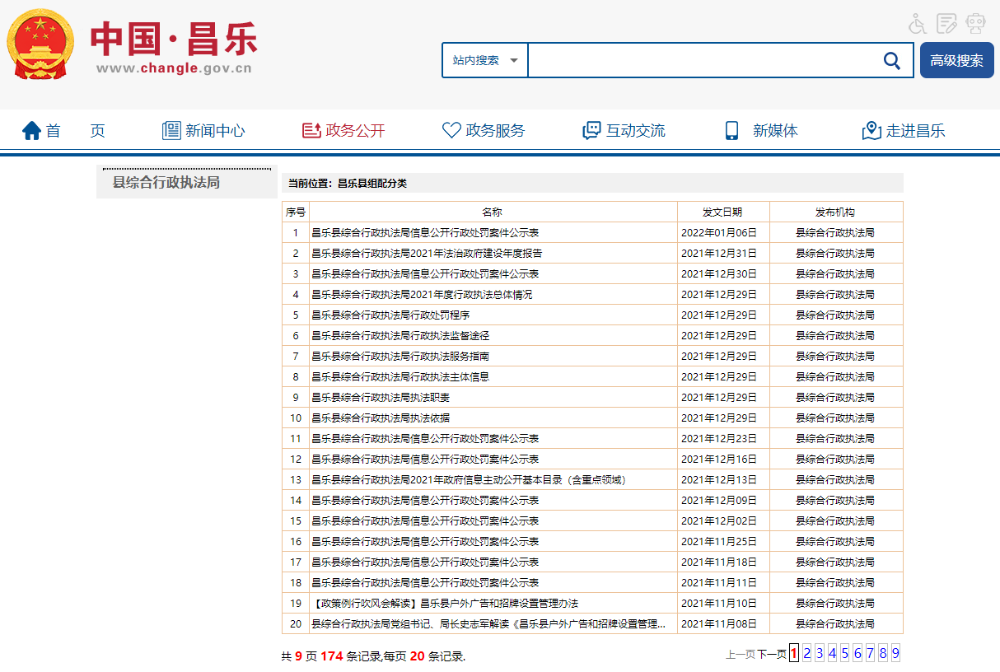 中国·昌乐
www.changle.gov.cn
站内搜索
高级搜索
首 页 新闻中心 政务公开 政务服务 互动交流 新媒体 走进昌乐
县综合行政执法局
当前位置：昌乐县组配分类
序号 名称 发文日期 发布机构
1 昌乐县综合行政执法局信息公开行政处罚案件公示表 2022年01月06日 县综合行政执法局
2 昌乐县综合行政执法局2021年法治政府建设年度报告 2021年12月31日 县综合行政执法局
3 昌乐县综合行政执法局信息公开行政处罚案件公示表 2021年12月30日 县综合行政执法局
4 昌乐县综合行政执法局2021年度行政执法总体情况 2021年12月29日 县综合行政执法局
5 昌乐县综合行政执法局行政处罚程序 2021年12月29日 县综合行政执法局
6 昌乐县综合行政执法局行政执法监督途径 2021年12月29日 县综合行政执法局
7 昌乐县综合行政执法局行政执法服务指南 2021年12月29日 县综合行政执法局
8 昌乐县综合行政执法局行政执法主体信息 2021年12月29日 县综合行政执法局
9 昌乐县综合行政执法局执法职责 2021年12月29日 县综合行政执法局
10 昌乐县综合行政执法局执法依据 2021年12月29日 县综合行政执法局
11 昌乐县综合行政执法局信息公开行政处罚案件公示表 2021年12月23日 县综合行政执法局
12 昌乐县综合行政执法局信息公开行政处罚案件公示表 2021年12月16日 县综合行政执法局
13 昌乐县综合行政执法局2021年政府信息主动公开基本目录（含重点领域） 2021年12月13日 县综合行政执法局
14 昌乐县综合行政执法局信息公开行政处罚案件公示表 2021年12月09日 县综合行政执法局
15 昌乐县综合行政执法局信息公开行政处罚案件公示表 2021年12月02日 县综合行政执法局
16 昌乐县综合行政执法局信息公开行政处罚案件公示表 2021年11月25日 县综合行政执法局
17 昌乐县综合行政执法局信息公开行政处罚案件公示表 2021年11月18日 县综合行政执法局
18 昌乐县综合行政执法局信息公开行政处罚案件公示表 2021年11月11日 县综合行政执法局
19 【政策例行吹风会解读】昌乐县户外广告和招牌设置管理办法 2021年11月10日 县综合行政执法局
20 县综合行政执法局党组书记、局长史志军解读《昌乐县户外广告和招牌设置管理... 2021年11月08日 县综合行政执法局
共 9 页 174 条记录,每页 20 条记录. 上一页 下一页 1 2 3 4 5 6 7 8 9